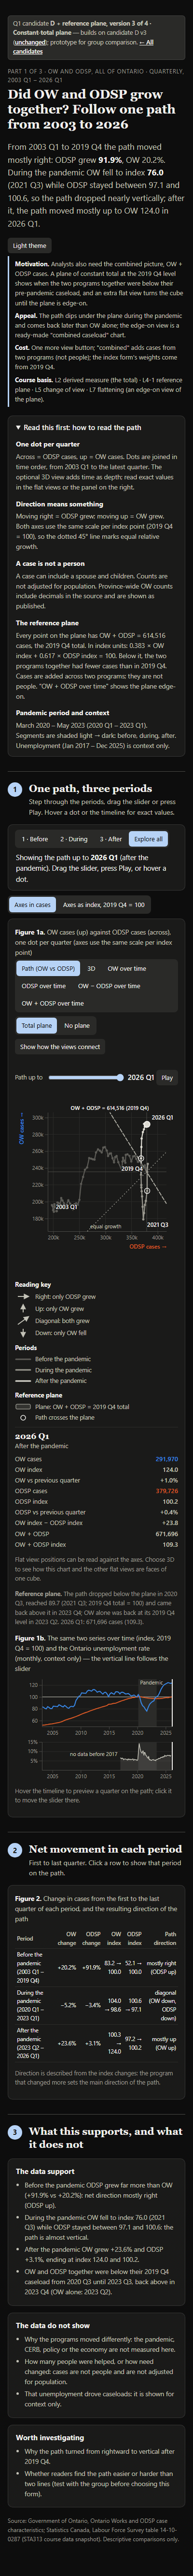 Q1 candidate D + reference plane, version 3 of 4 ·
Constant-total plane — builds on candidate D v3
(unchanged); prototype for group comparison. ← All
candidates
PART 1 OF 3 · OW AND ODSP, ALL OF ONTARIO · QUARTERLY,
2003 Q1 – 2026 Q1
Did OW and ODSP grow
together? Follow one path
from 2003 to 2026
From 2003 Q1 to 2019 Q4 the path moved
mostly right: ODSP grew 91.9%, OW 20.2%.
During the pandemic OW fell to index 76.0
(2021 Q3) while ODSP stayed between 97.1 and
100.6, so the path dropped nearly vertically; after
it, the path moved mostly up to OW 124.0 in
2026 Q1.
Light theme
Motivation. Analysts also need the combined picture, OW +
ODSP cases. A plane of constant total at the 2019 Q4 level
shows when the two programs together were below their
pre-pandemic caseload, and an extra flat view turns the cube
until the plane is edge-on.
Appeal. The path dips under the plane during the pandemic
and comes back later than OW alone; the edge-on view is a
ready-made "combined caseload" chart.
Cost. One more view button; "combined" adds cases from
two programs (not people); the index form's weights come
from 2019 Q4.
Course basis. L2 derived measure (the total) · L4-1 reference
plane · L5 change of view · L7 flattering (an edge-on view of
the plane).
▼ Read this first: how to read the path
One dot per quarter
Across = ODSP cases, up = OW cases. Dots are joined in
time order, from 2003 Q1 to the latest quarter. The
optional 3D view adds time as depth; read exact values
in the flat views or the panel on the right.
Direction means something
Moving right = ODSP grew; moving up = OW grew.
Both axes use the same scale per index point (2019 Q4
= 100), so the dotted 45° line marks equal relative
growth.
A case is not a person
A case can include a spouse and children. Counts are
not adjusted for population. Province-wide OW counts
include decimals in the source and are shown as
published.
The reference plane
Every point on the plane has OW + ODSP = 614,516
cases, the 2019 Q4 total. In index units: 0.383 × OW
index + 0.617 × ODSP index = 100. Below it, the two
programs together had fewer cases than in 2019 Q4.
Cases are added across two programs; they are not
people. "OW + ODSP over time" shows the plane edge-
on.
Pandemic period and context
March 2020 – May 2023 (2020 Q1 – 2023 Q1).
Segments are shaded light → dark: before, during, after.
Unemployment (Jan 2017 – Dec 2025) is context only.
1 One path, three periods
Step through the periods, drag the slider or press
Play. Hover a dot or the timeline for exact values.
1 · Before 2 · During 3 · After Explore all
Showing the path up to 2026 Q1 (after the
pandemic). Drag the slider, press Play, or hover a
dot.
Axes in cases Axes as index, 2019 Q4 = 100
Figure 1a. OW cases (up) against ODSP cases (across),
one dot per quarter (axes use the same scale per index
point)
Path (OW vs ODSP) 3D OW over time
ODSP over time OW − ODSP over time
OW + ODSP over time
Total plane No plane
Show how the views connect
Path up to 2026 Q1 Play
OW cases →
OW + ODSP = 614,516 (2019 Q4)
2026 Q1
300k
280k
260k
240k
220k
200k
180k
2019 Q4
2003 Q1
equal growth
2021 Q3
200k 250k 300k 350k 400k
ODSP cases →
Reading key
Right: only ODSP grew
Up: only OW grew
Diagonal: both grew
Down: only OW fell
Periods
Before the pandemic
During the pandemic
After the pandemic
Reference plane
Plane: OW + ODSP = 2019 Q4 total
Path crosses the plane
2026 Q1
After the pandemic
OW cases 291,970
OW index 124.0
OW vs previous quarter +1.0%
ODSP cases 379,726
ODSP index 100.2
ODSP vs previous quarter +0.4%
OW index − ODSP index +23.8
OW + ODSP 671,696
OW + ODSP index 109.3
Flat view: positions can be read against the axes. Choose 3D
to see how this chart and the other flat views are faces of
one cube.
Reference plane. The path dropped below the plane in 2020
Q3, reached 89.7 (2021 Q3; 2019 Q4 total = 100) and came
back above it in 2023 Q4; OW alone was back at its 2019 Q4
level in 2023 Q2. 2026 Q1: 671,696 cases (109.3).
Figure 1b. The same two series over time (index, 2019
Q4 = 100) and the Ontario unemployment rate
(monthly, context only) — the vertical line follows the
slider
Pandemic
120
100
80
60
2005 2010 2015 2020 2025
15%
10%
5%
no data before 2017
2005 2010 2015 2020 2025
Hover the timeline to preview a quarter on the path; click it
to move the slider there.
2 Net movement in each period
First to last quarter. Click a row to show that period
on the path.
Figure 2. Change in cases from the first to the last
quarter of each period, and the resulting direction of the
path
Period OW change ODSP change OW index ODSP index Path direction
Before the pandemic (2003 Q1 – 2019 Q4) +20.2% +91.9% 83.2 → 100.0 52.1 → 100.0 mostly right (ODSP up)
During the pandemic (2020 Q1 – 2023 Q1) −5.2% −3.4% 104.0 → 98.6 100.6 → 97.1 diagonal (OW down, ODSP down)
After the pandemic (2023 Q2 – 2026 Q1) +23.6% +3.1% 100.3 → 124.0 97.2 → 100.2 mostly up (OW up)
Direction is described from the index changes: the program
that changed more sets the main direction of the path.
3 What this supports, and what
it does not
The data support
• Before the pandemic ODSP grew far more than OW
(+91.9% vs +20.2%): net direction mostly right
(ODSP up).
• During the pandemic OW fell to index 76.0 (2021
Q3) while ODSP stayed between 97.1 and 100.6: the
path is almost vertical.
• After the pandemic OW grew +23.6% and ODSP
+3.1%, ending at index 124.0 and 100.2.
• OW and ODSP together were below their 2019 Q4
caseload from 2020 Q3 until 2023 Q3, back above in
2023 Q4 (OW alone: 2023 Q2).
The data do not show
• Why the programs moved differently: the pandemic,
CERB, policy or the economy are not measured here.
• How many people were helped, or how need
changed: cases are not people and are not adjusted
for population.
• That unemployment drove caseloads: it is shown for
context only.
Worth investigating
• Why the path turned from rightward to vertical after
2019 Q4.
• Whether readers find the path easier or harder than
two lines (test with the group before choosing this
form).
Source: Government of Ontario, Ontario Works and ODSP case
characteristics; Statistics Canada, Labour Force Survey table 14-10-
0287 (STA313 course data snapshot). Descriptive comparisons only.